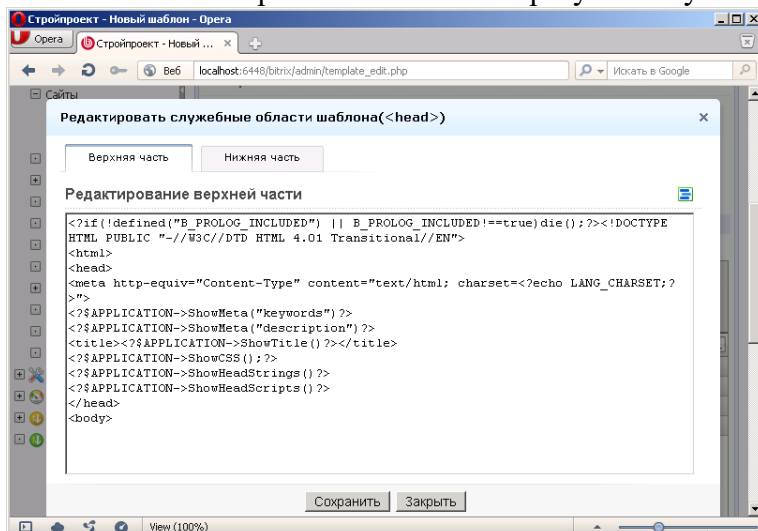 Стройпроект - Новый шаблон - Opera
Opera
Стройпроект - Новый ...
Веб
localhost:6448/bitrix/admin/template_edit.php
Искать в Google
Сайты
Редактировать служебные области шаблона(<head>)
Верхняя часть
Нижняя часть
Редактирование верхней части
<?if(!defined("B_PROLOG_INCLUDED") || B_PROLOG_INCLUDED!==true)die();?><!DOCTYPE
HTML PUBLIC "-//W3C//DTD HTML 4.01 Transitional//EN">
<html>
<head>
<meta http-equiv="Content-Type" content="text/html; charset=<?echo LANG_CHARSET;?
>">
<?$APPLICATION->ShowMeta("keywords")?>
<?$APPLICATION->ShowMeta("description")?>
<title><?$APPLICATION->ShowTitle()?></title>
<?$APPLICATION->ShowCSS();?>
<?$APPLICATION->ShowHeadStrings()?>
<?$APPLICATION->ShowHeadScripts()?>
</head>
<body>
Сохранить
Закрыть
View (100%)